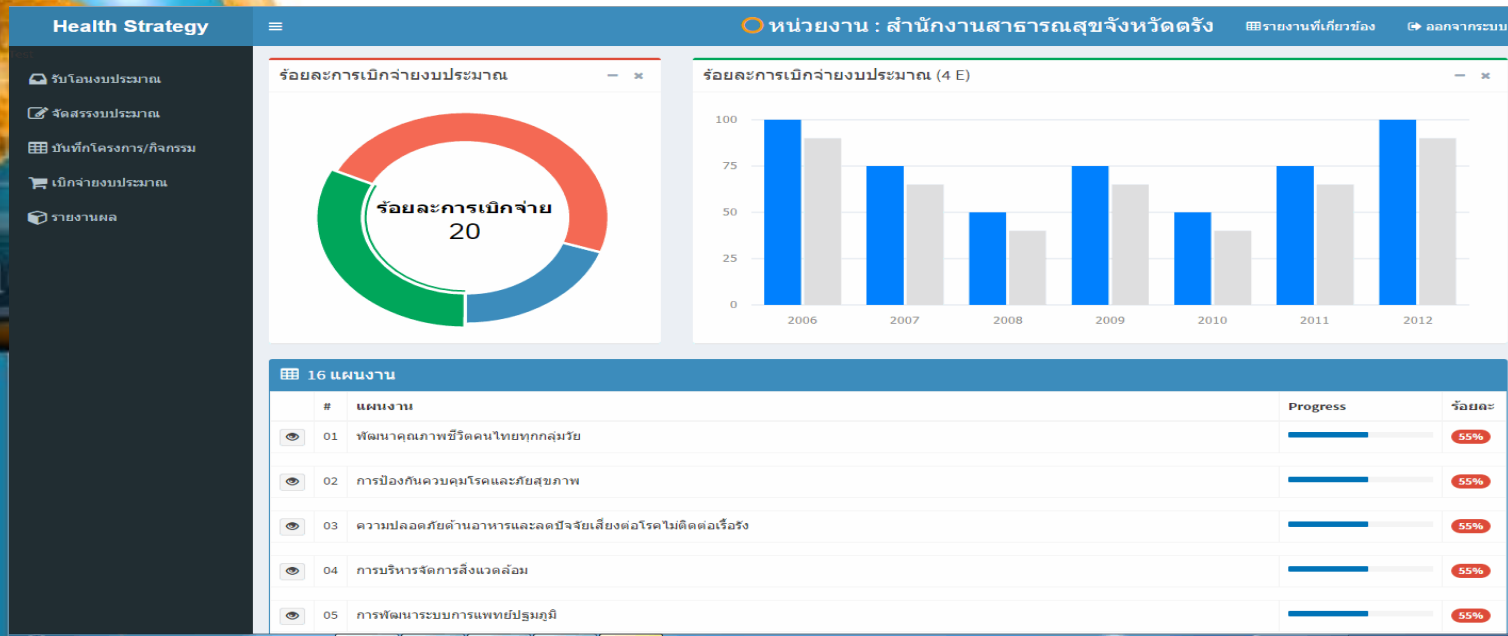 Health Strategy
หน่วยงาน : สำนักงานสาธารณสุขจังหวัดตรัง
รายงานที่เกี่ยวข้อง
ออกจากระบบ
รับโอนงบประมาณ
จัดสรรงบประมาณ
บันทึกโครงการ/กิจกรรม
เบิกจ่ายงบประมาณ
รายงานผล
ร้อยละการเบิกจ่ายงบประมาณ
ร้อยละการเบิกจ่าย
20
ร้อยละการเบิกจ่ายงบประมาณ (4 E)
100
75
50
25
0
2006 2007 2008 2009 2010 2011 2012
16 แผนงาน
# แผนงาน Progress ร้อยละ
01 พัฒนาคุณภาพชีวิตคนไทยทุกกลุ่มวัย 55%
02 การป้องกันควบคุมโรคและภัยสุขภาพ 55%
03 ความปลอดภัยด้านอาหารและลดปัจจัยเสี่ยงต่อโรคไม่ติดต่อเรื้อรัง 55%
04 การบริหารจัดการสิ่งแวดล้อม 55%
05 การพัฒนาระบบการแพทย์ปฐมภูมิ 55%